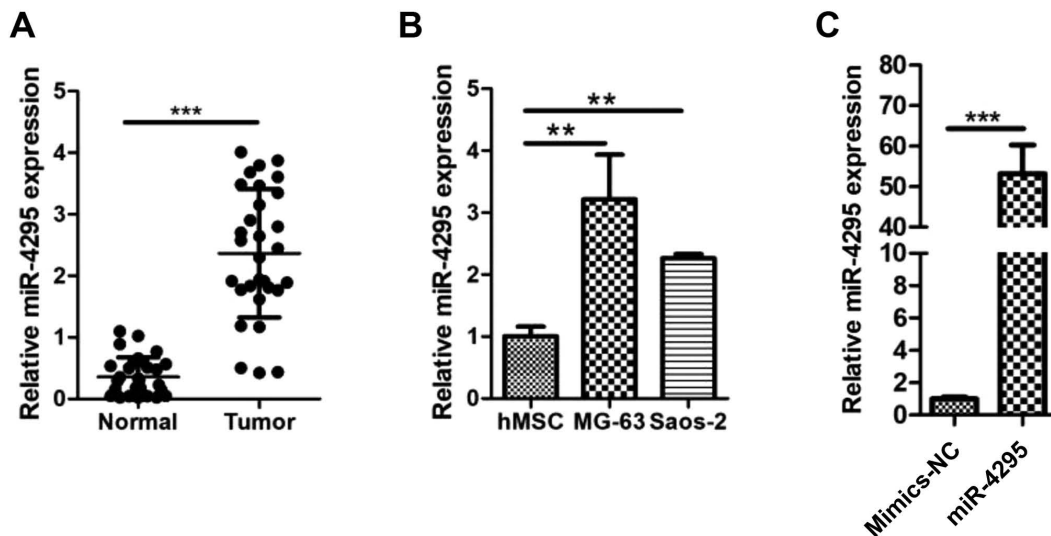 A
Relative miR-4295 expression
5
4
3
2
1
0
***
Normal Tumor
B
Relative miR-4295 expression
5
4
3
2
1
0
**
**
hMSC MG-63 Saos-2
C
Relative miR-4295 expression
80
70
60
50
40
10
8
6
4
2
0
***
Mimics-NC
miR-4295